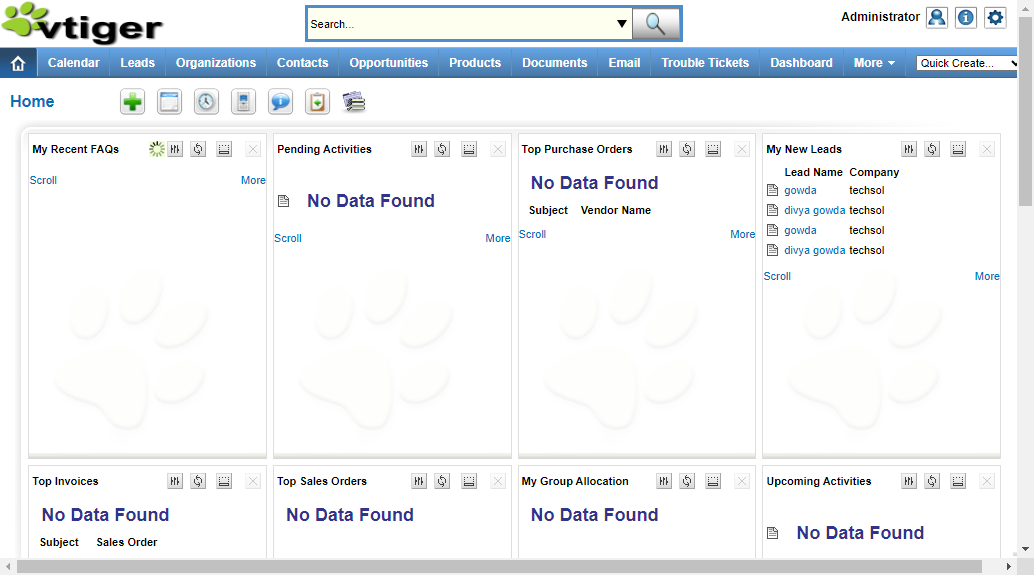 vtiger
Search...
Administrator
Calendar Leads Organizations Contacts Opportunities Products Documents Email Trouble Tickets Dashboard More Quick Create...
Home
My Recent FAQs
Scroll More
Pending Activities
No Data Found
Scroll More
Top Purchase Orders
No Data Found
Subject Vendor Name
Scroll More
My New Leads
Lead Name Company
gowda techsol
divya gowda techsol
gowda techsol
divya gowda techsol
Scroll More
Top Invoices
No Data Found
Subject Sales Order
Top Sales Orders
No Data Found
My Group Allocation
No Data Found
Upcoming Activities
No Data Found